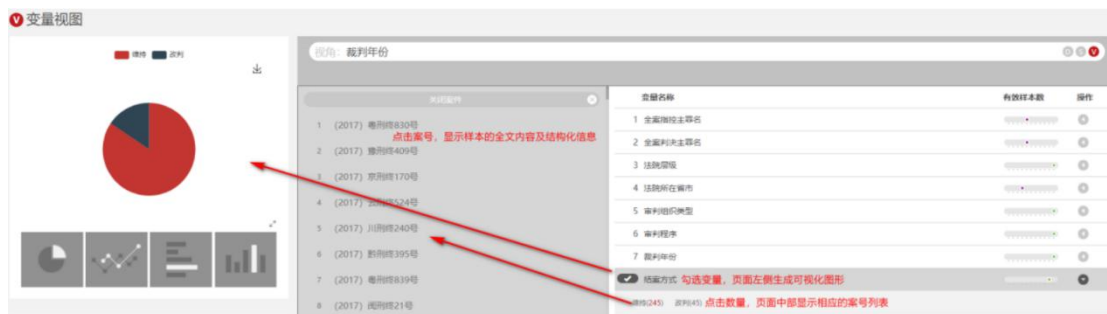 变量视图
维持 改判
视角: 裁判年份
关闭案件
1 (2017) 粤刑终830号
点击案号，显示样本的全文内容及结构化信息
2 (2017) 豫刑终409号
3 (2017) 京刑终170号
4 (2017) 云刑终524号
5 (2017) 川刑终240号
6 (2017) 黔刑终395号
7 (2017) 粤刑终839号
8 (2017) 闽刑终21号
变量名称 有效样本数 操作
1 全案指控主罪名
2 全案判决主罪名
3 法院层级
4 法院所在省市
5 审判组织类型
6 审判程序
7 裁判年份
结案方式 勾选变量，页面左侧生成可视化图形
维持(245) 改判(45) 点击数量，页面中部显示相应的案号列表